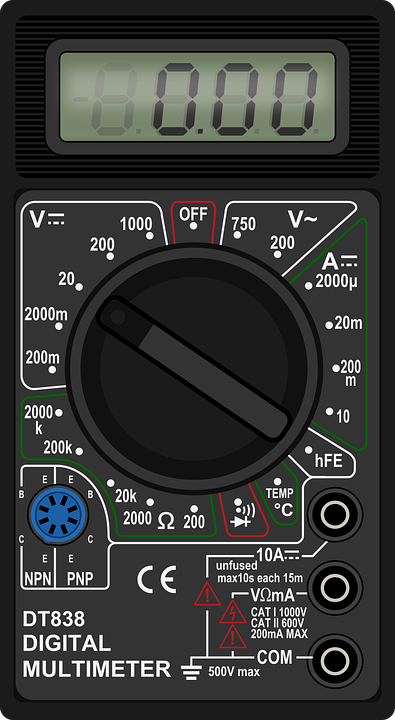 0.00
V⎓
1000
OFF
750
V~
200
200
A⎓
2000µ
20
2000m
20m
200m
200
m
2000
k
10
200k
hFE
20k
2000
Ω
200
TEMP
°C
E
E
B
B
C
C
E
E
NPN
PNP
10A⎓
unfused
max10s each 15m
VΩmA
CAT I 1000V
CAT II 600V
200mA MAX
CE
COM
500V max
DT838
DIGITAL
MULTIMETER